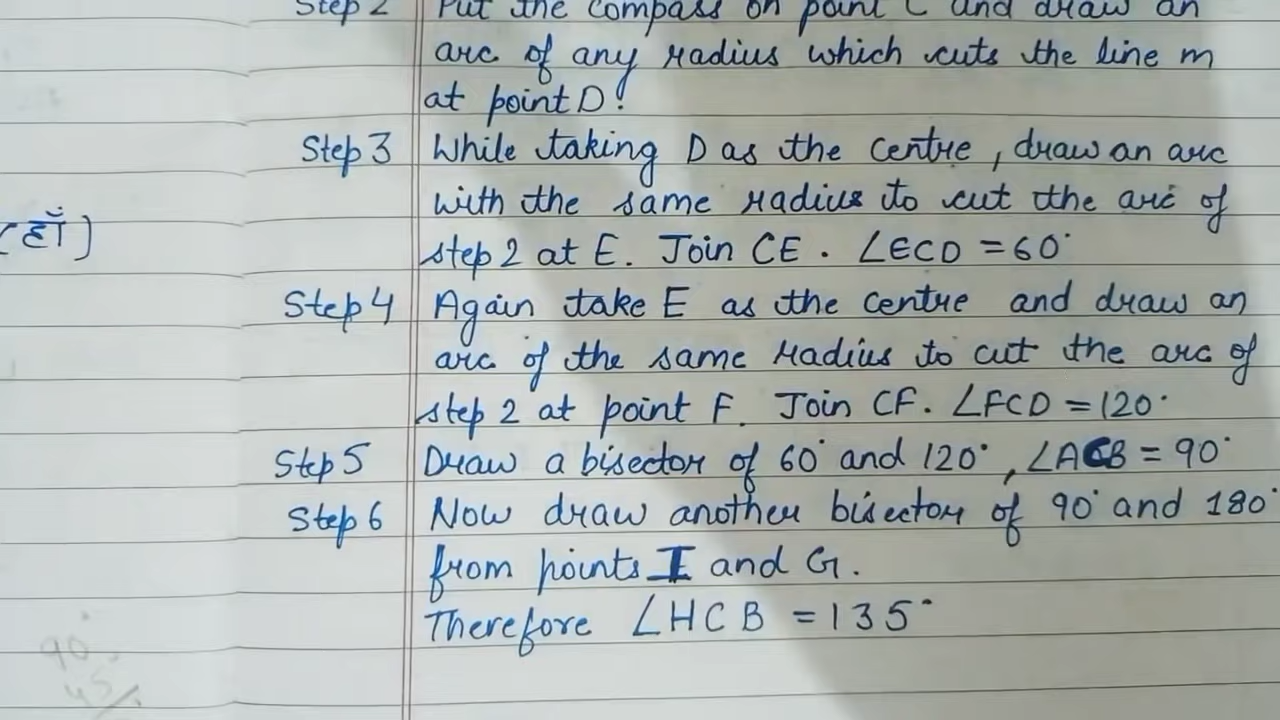 Step 2 Put the compass on point C and draw an
arc of any radius which cuts the line m
at point D.
Step 3 While taking D as the centre, draw an arc
with the same radius to cut the arc of
(हाँ) step 2 at E. Join CE. ∠ECD = 60°
Step 4 Again take E as the centre and draw an
arc of the same radius to cut the arc of
step 2 at point F. Join CF. ∠FCD = 120°
Step 5 Draw a bisector of 60° and 120°, ∠ACB = 90°
Step 6 Now draw another bisector of 90° and 180°
from points I and G.
Therefore ∠HCB = 135°
90°
45